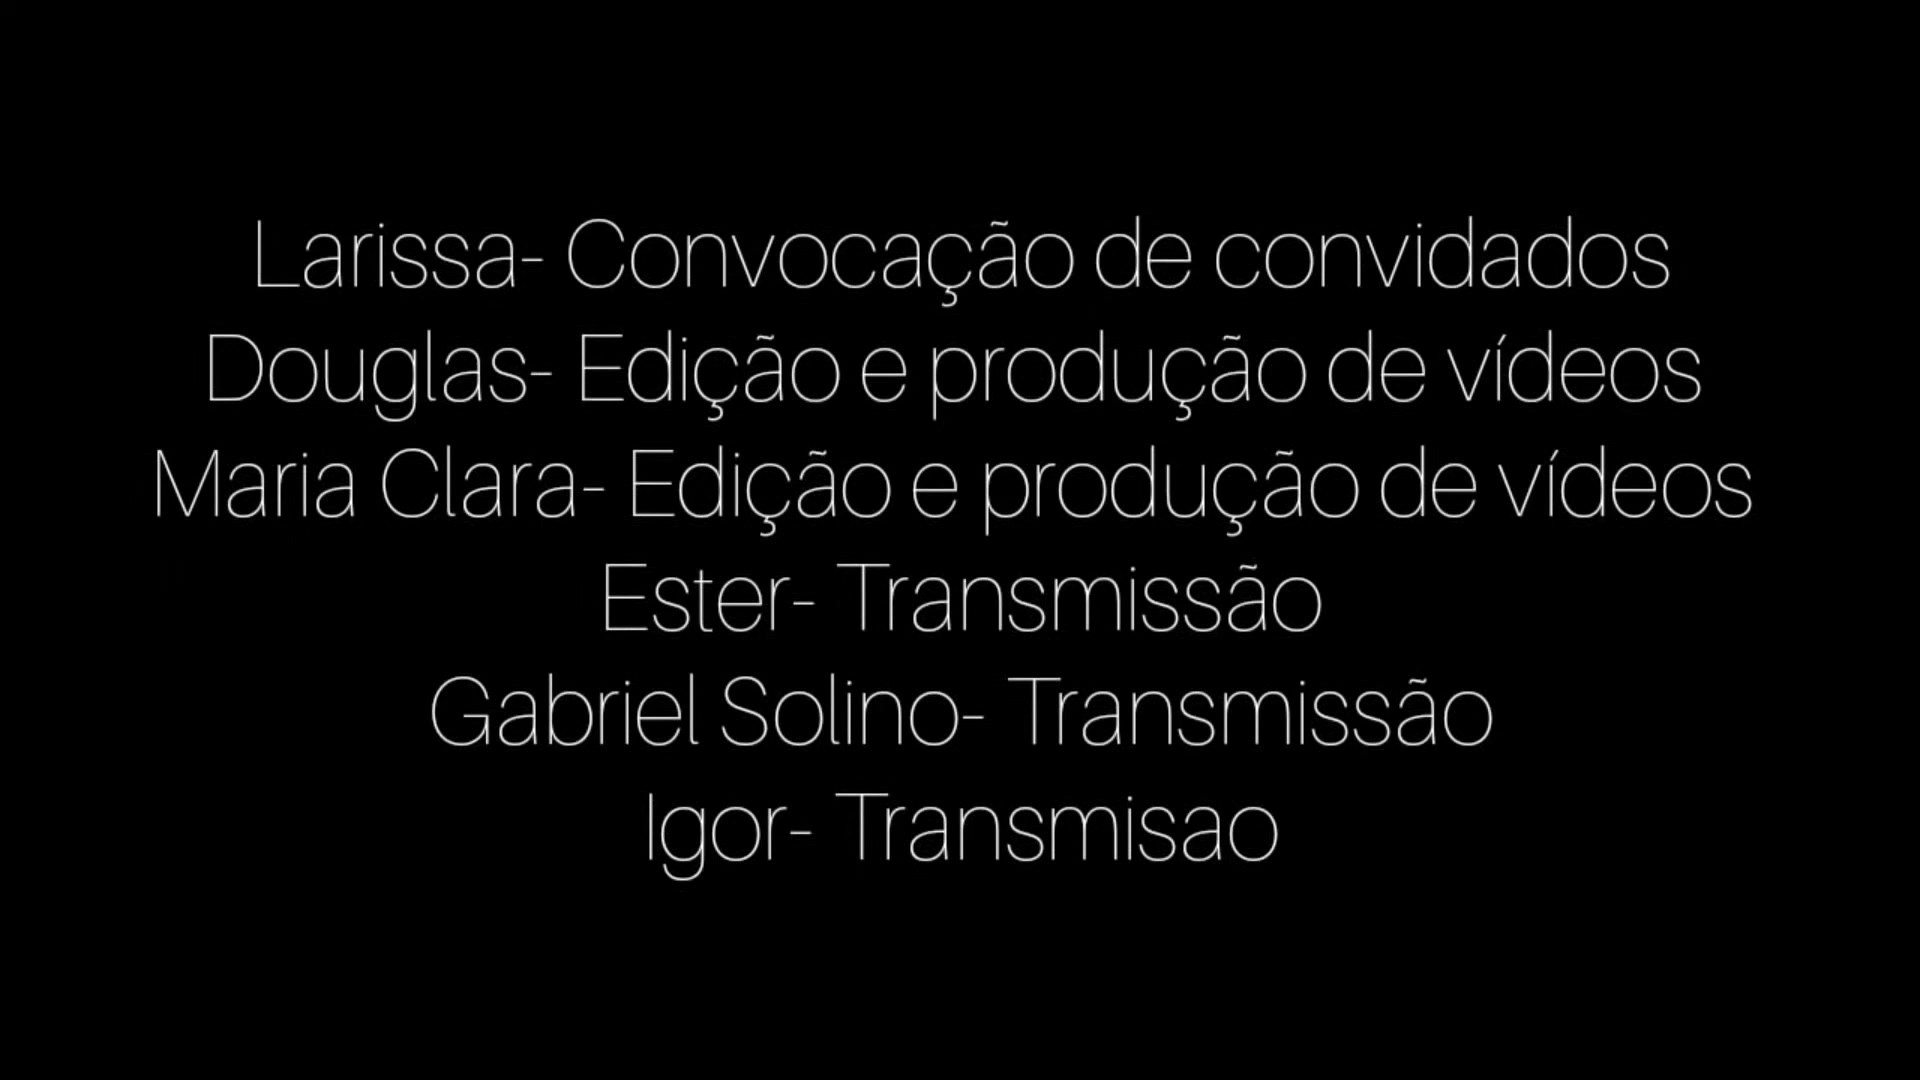 Larissa- Convocação de convidados
Douglas- Edição e produção de vídeos
Maria Clara- Edição e produção de vídeos
Ester- Transmissão
Gabriel Solino- Transmissão
Igor- Transmisao